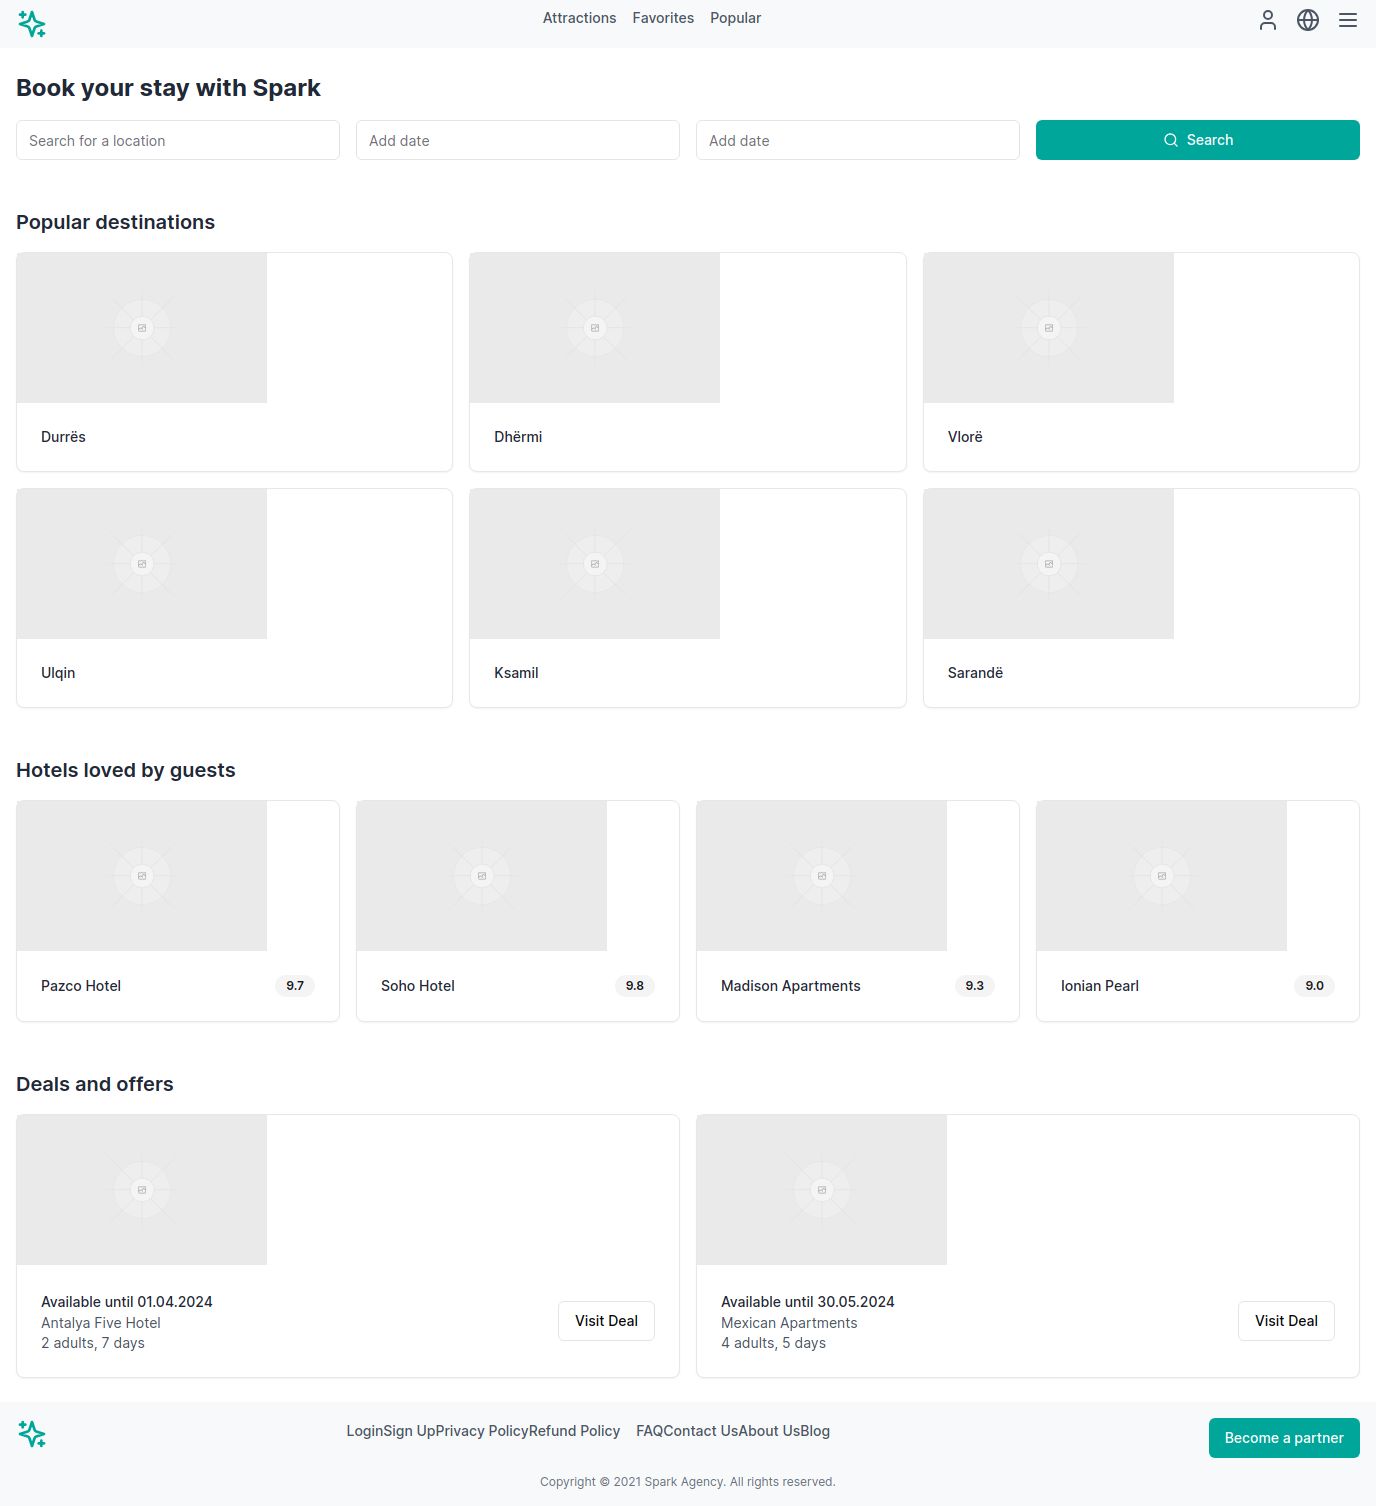 Attractions Favorites Popular
Book your stay with Spark
Search for a location
Add date
Add date
Search
Popular destinations
Durrës
Dhërmi
Vlorë
Ulqin
Ksamil
Sarandë
Hotels loved by guests
Pazco Hotel 9.7
Soho Hotel 9.8
Madison Apartments 9.3
Ionian Pearl 9.0
Deals and offers
Available until 01.04.2024
Antalya Five Hotel
2 adults, 7 days
Visit Deal
Available until 30.05.2024
Mexican Apartments
4 adults, 5 days
Visit Deal
LoginSign UpPrivacy PolicyRefund Policy FAQContact UsAbout UsBlog
Become a partner
Copyright © 2021 Spark Agency. All rights reserved.